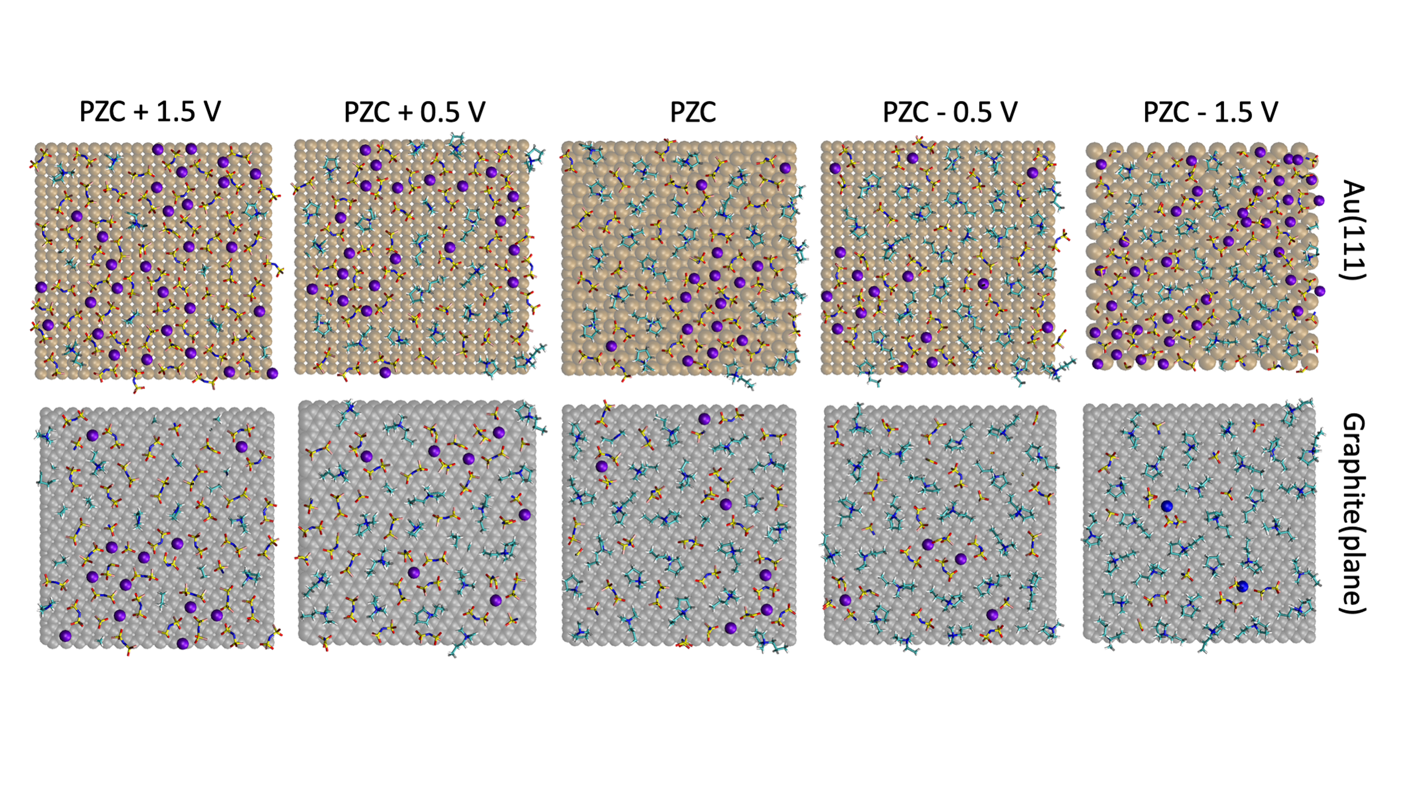 PZC + 1.5 V
PZC + 0.5 V
PZC
PZC - 0.5 V
PZC - 1.5 V
Au(111)
Graphite(plane)